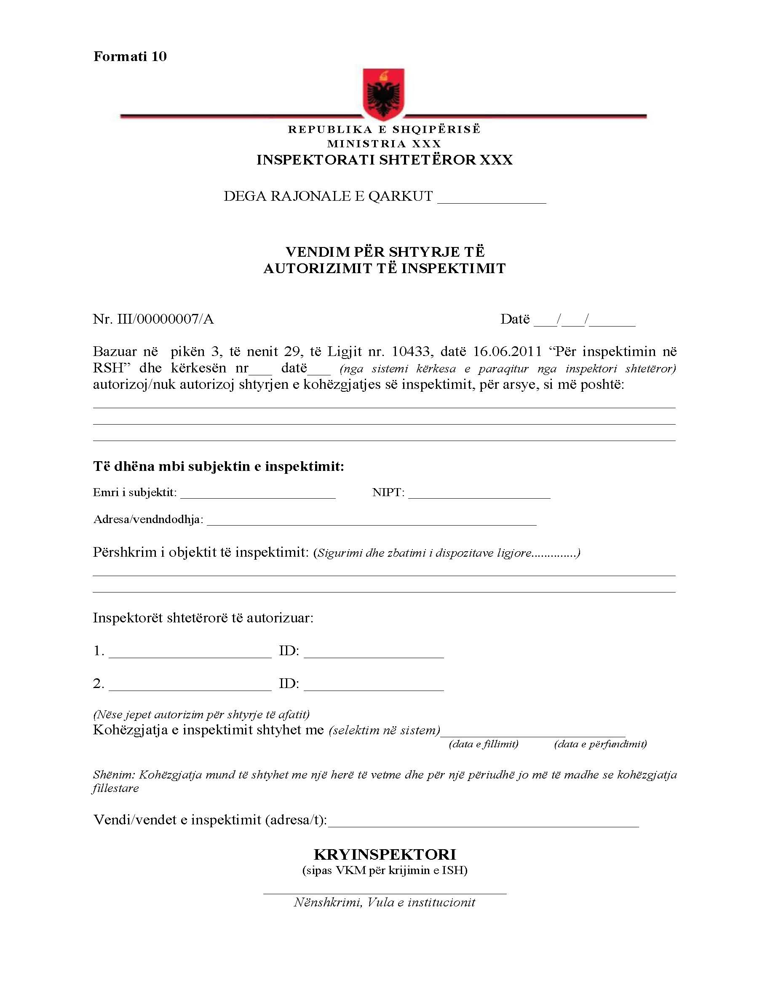 Formati 10
REPUBLIKA E SHQIPËRISË
MINISTRIA XXX
INSPEKTORATI SHTETËROR XXX
DEGA RAJONALE E QARKUT ______________
VENDIM PËR SHTYRJE TË
AUTORIZIMIT TË INSPEKTIMIT
Nr. III/00000007/A Datë ___/___/______
Bazuar në pikën 3, të nenit 29, të Ligjit nr. 10433, datë 16.06.2011 “Për inspektimin në
RSH” dhe kërkesën nr___ datë___ (nga sistemi kërkesa e paraqitur nga inspektori shtetëror)
autorizoj/nuk autorizoj shtyrjen e kohëzgjatjes së inspektimit, për arsye, si më poshtë:
Të dhëna mbi subjektin e inspektimit:
Emri i subjektit: ________________________ NIPT: ______________________
Adresa/vendndodhja: ___________________________________________________
Përshkrim i objektit të inspektimit: (Sigurimi dhe zbatimi i dispozitave ligjore..............)
Inspektorët shtetërorë të autorizuar:
1. _____________________ ID: __________________
2. _____________________ ID: __________________
(Nëse jepet autorizim për shtyrje të afatit)
Kohëzgjatja e inspektimit shtyhet me (selektim në sistem)___________________________
(data e fillimit) (data e përfundimit)
Shënim: Kohëzgjatja mund të shtyhet me një herë të vetme dhe për një periudhë jo më të madhe se kohëzgjatja
fillestare
Vendi/vendet e inspektimit (adresa/t):________________________________________
KRYINSPEKTORI
(sipas VKM për krijimin e ISH)
Nënshkrimi, Vula e institucionit